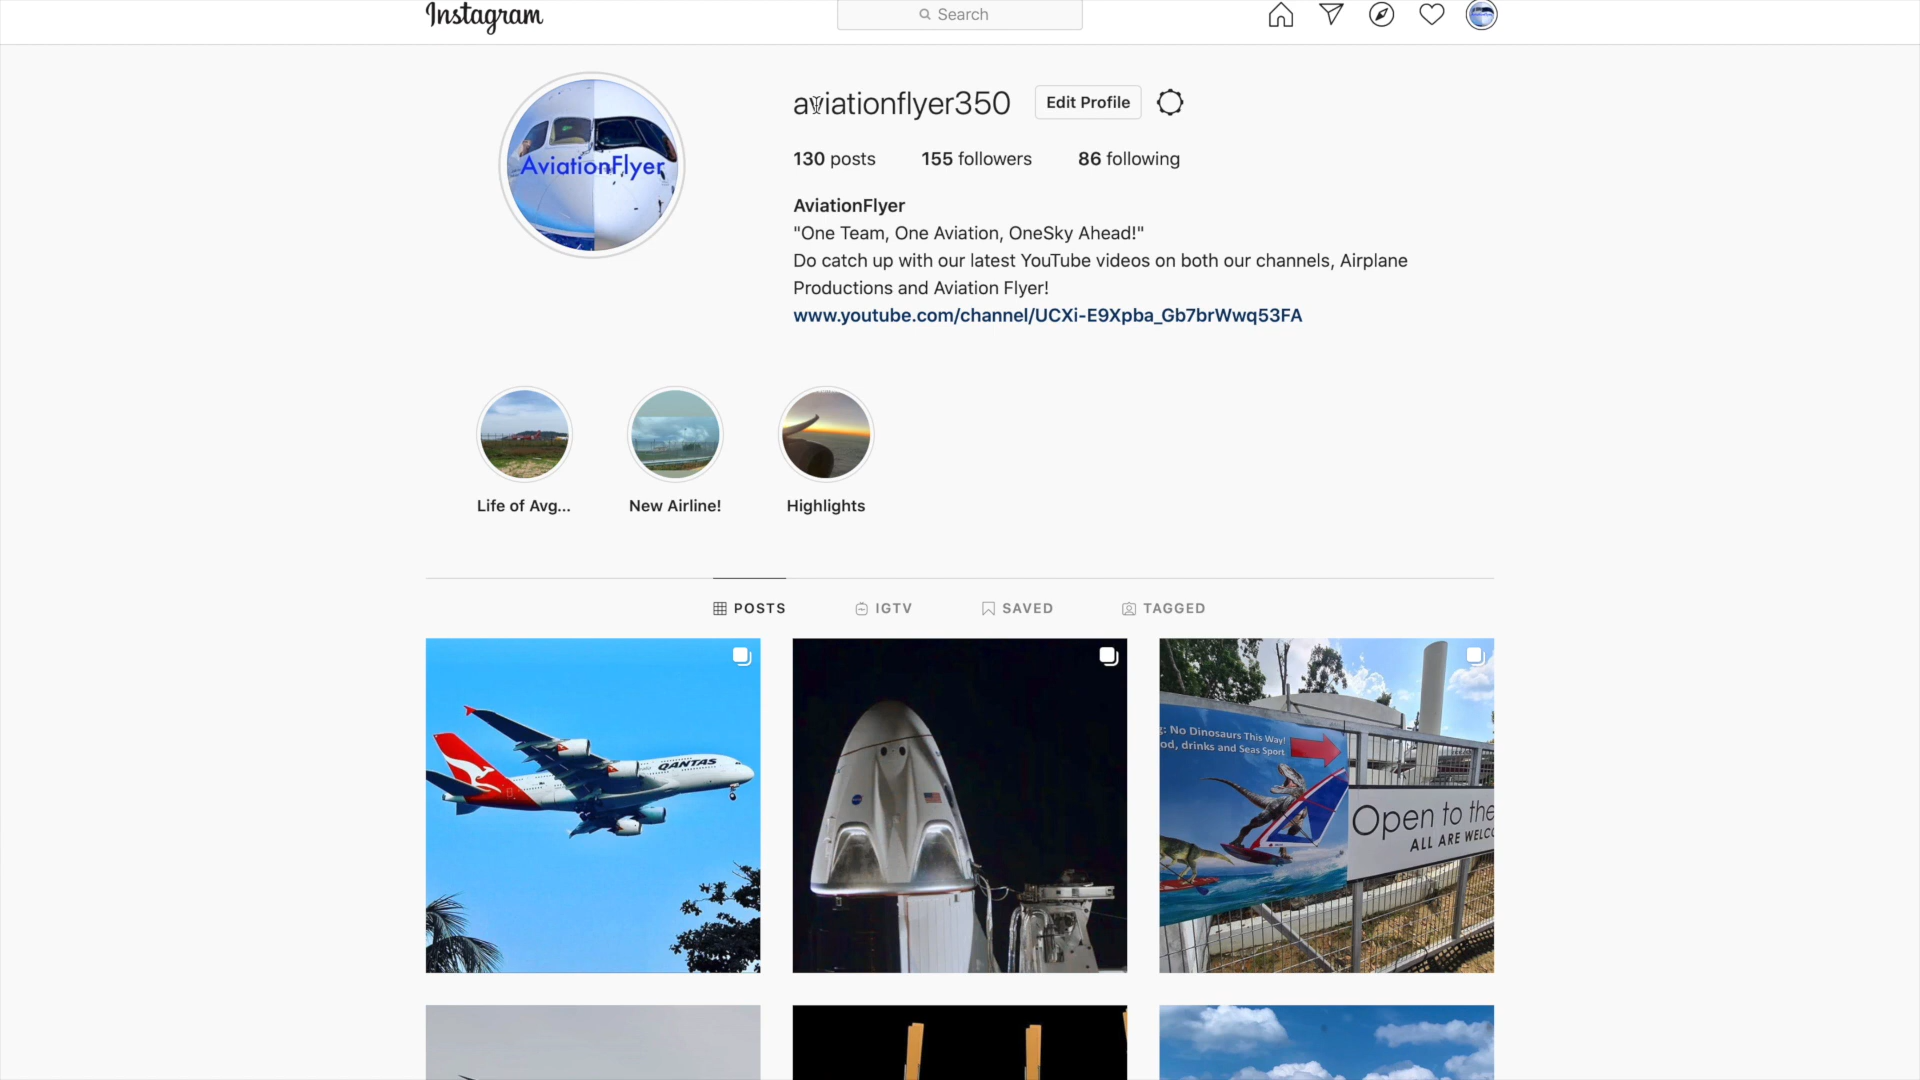 Instagram
Search
aviationflyer350
Edit Profile
130 posts
155 followers
86 following
AviationFlyer
AviationFlyer
"One Team, One Aviation, OneSky Ahead!"
Do catch up with our latest YouTube videos on both our channels, Airplane
Productions and Aviation Flyer!
www.youtube.com/channel/UCXi-E9Xpba_Gb7brWwq53FA
Life of Avg...
New Airline!
Highlights
POSTS
IGTV
SAVED
TAGGED
QANTAS
: No Dinosaurs This Way!
od, drinks and Seas Sport
Open to the
ALL ARE WELC